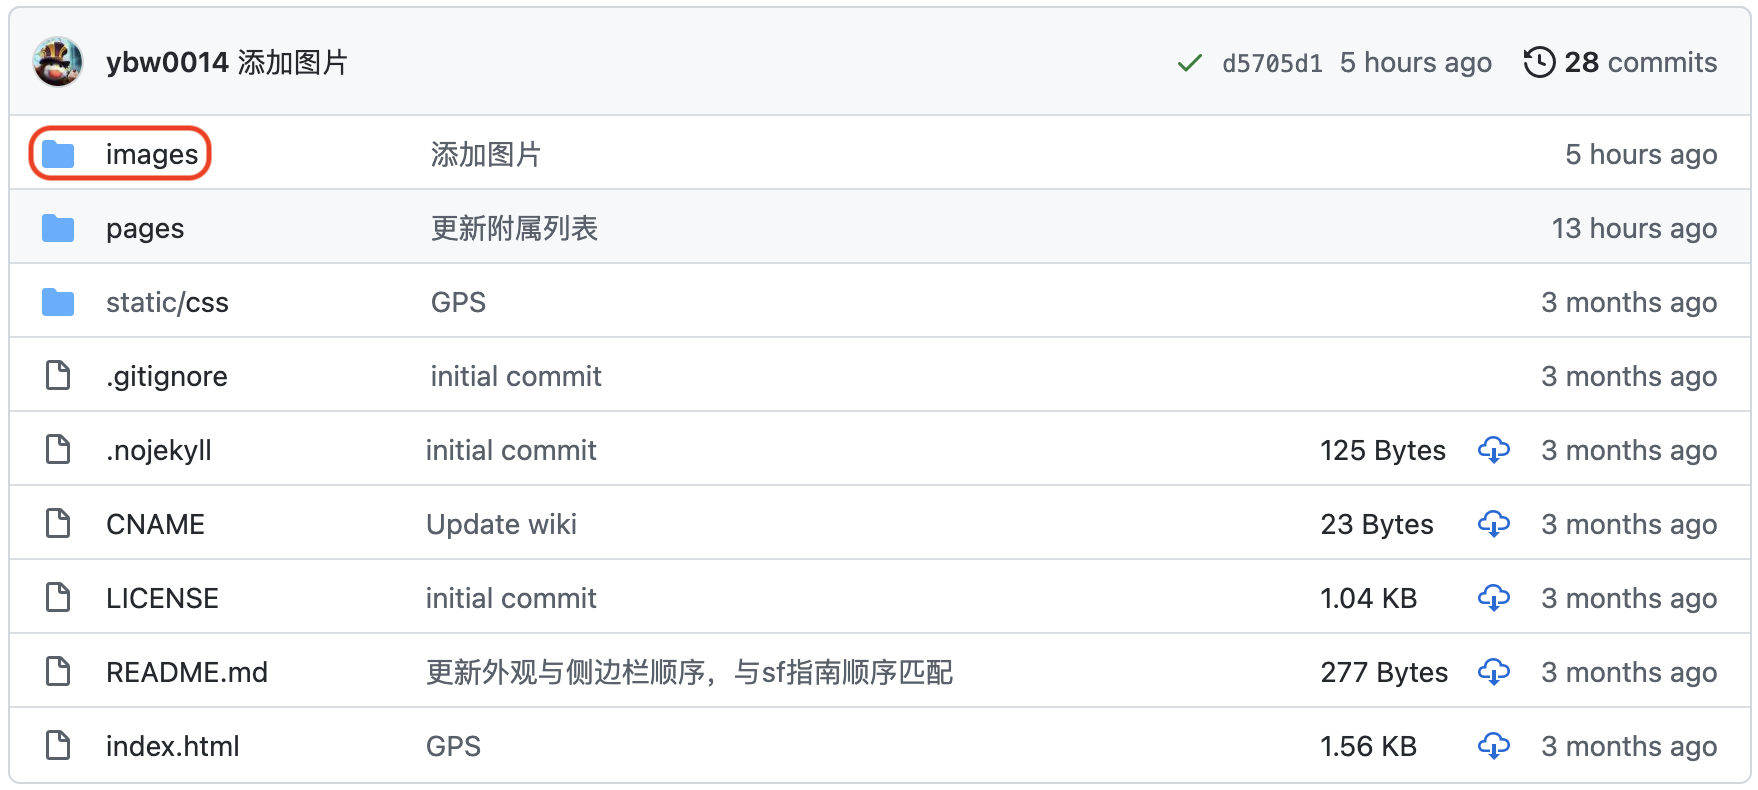 ybw0014 添加图片 d5705d1 5 hours ago 28 commits
images 添加图片 5 hours ago
pages 更新附属列表 13 hours ago
static/css GPS 3 months ago
.gitignore initial commit 3 months ago
.nojekyll initial commit 125 Bytes 3 months ago
CNAME Update wiki 23 Bytes 3 months ago
LICENSE initial commit 1.04 KB 3 months ago
README.md 更新外观与侧边栏顺序，与sf指南顺序匹配 277 Bytes 3 months ago
index.html GPS 1.56 KB 3 months ago